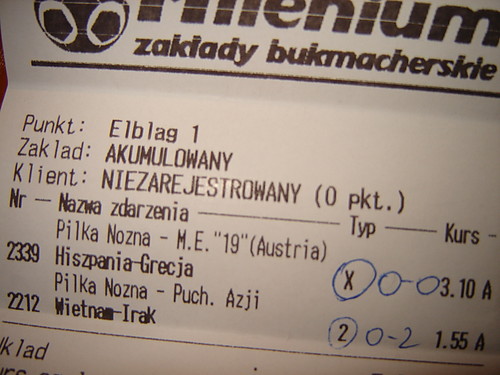 milenium
zakłady bukmacherskie
Punkt: Elblag 1
Zaklad: AKUMULOWANY
Klient: NIEZAREJESTROWANY (0 pkt.)
Nr — Nazwa zdarzenia — Typ — Kurs -
Pilka Nozna - M.E."19"(Austria)
2339 Hiszpania-Grecja X 0-0 3.10 A
Pilka Nozna - Puch. Azji
2212 Wietnam-Irak 2 0-2 1.55 A
klad